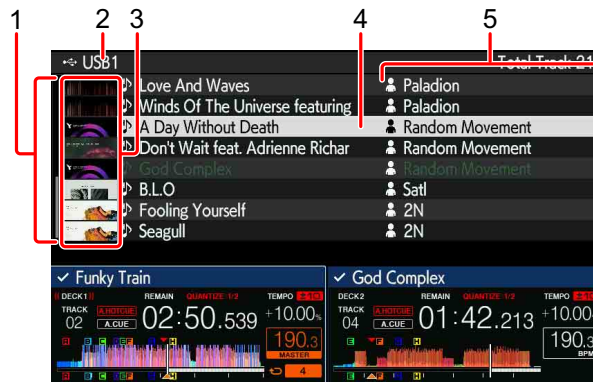 1 2 3 4 5
USB1 Total Track 21
Love And Waves Paladion
Winds Of The Universe featuring Paladion
A Day Without Death Random Movement
Don't Wait feat. Adrienne Richar Random Movement
God Complex Random Movement
B.L.O Satl
Fooling Yourself 2N
Seagull 2N
✓ Funky Train ✓ God Complex
DECK1 REMAIN QUANTIZE 1/2 TEMPO ±10 DECK2 REMAIN QUANTIZE 1/2 TEMPO ±10
TRACK 02 A.HOTCUE A.CUE 02:50.539 +10.00% TRACK 04 A.HOTCUE A.CUE 01:42.213 +10.00
190.3 MASTER 190.3 BPM
4